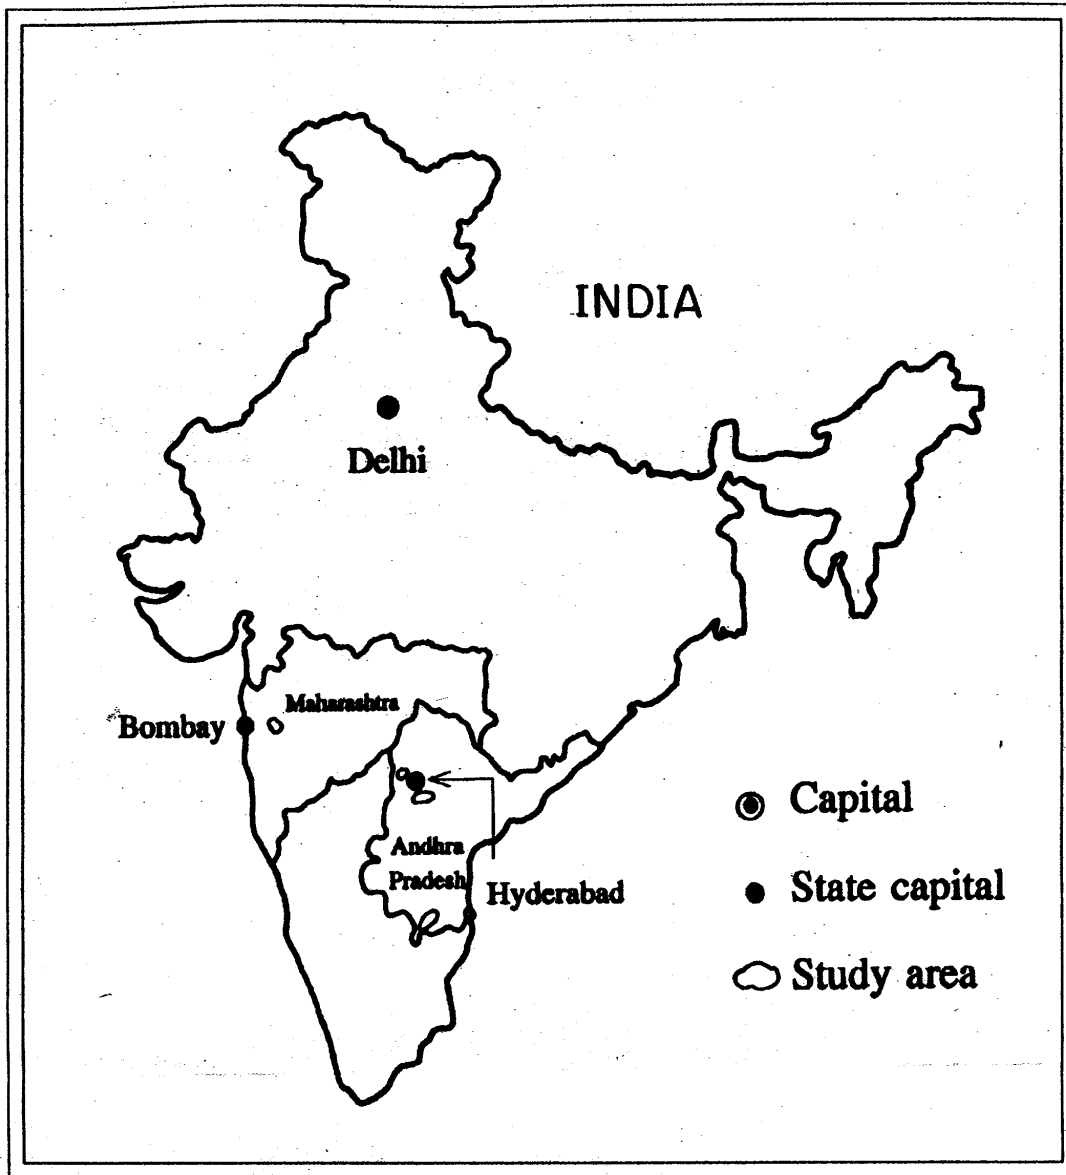 INDIA
Delhi
Maharashtra
Bombay
Andhra
Pradesh
Hyderabad
Capital
State capital
Study area